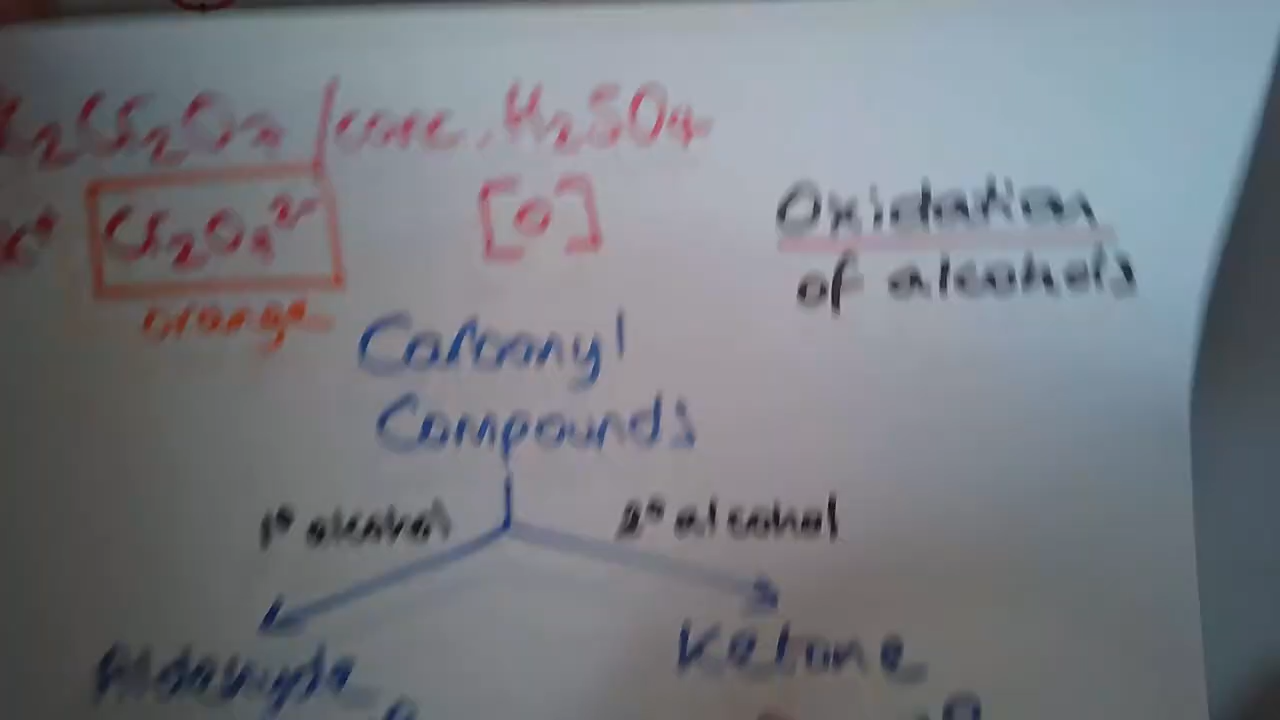 K₂Cr₂O₇/conc. H₂SO₄
K⁺ Cr₂O₇²⁻ [O]
orange
Oxidation
of alcohols
Carbonyl
Compounds
1° alcohol 2° alcohol
Aldehyde Ketone